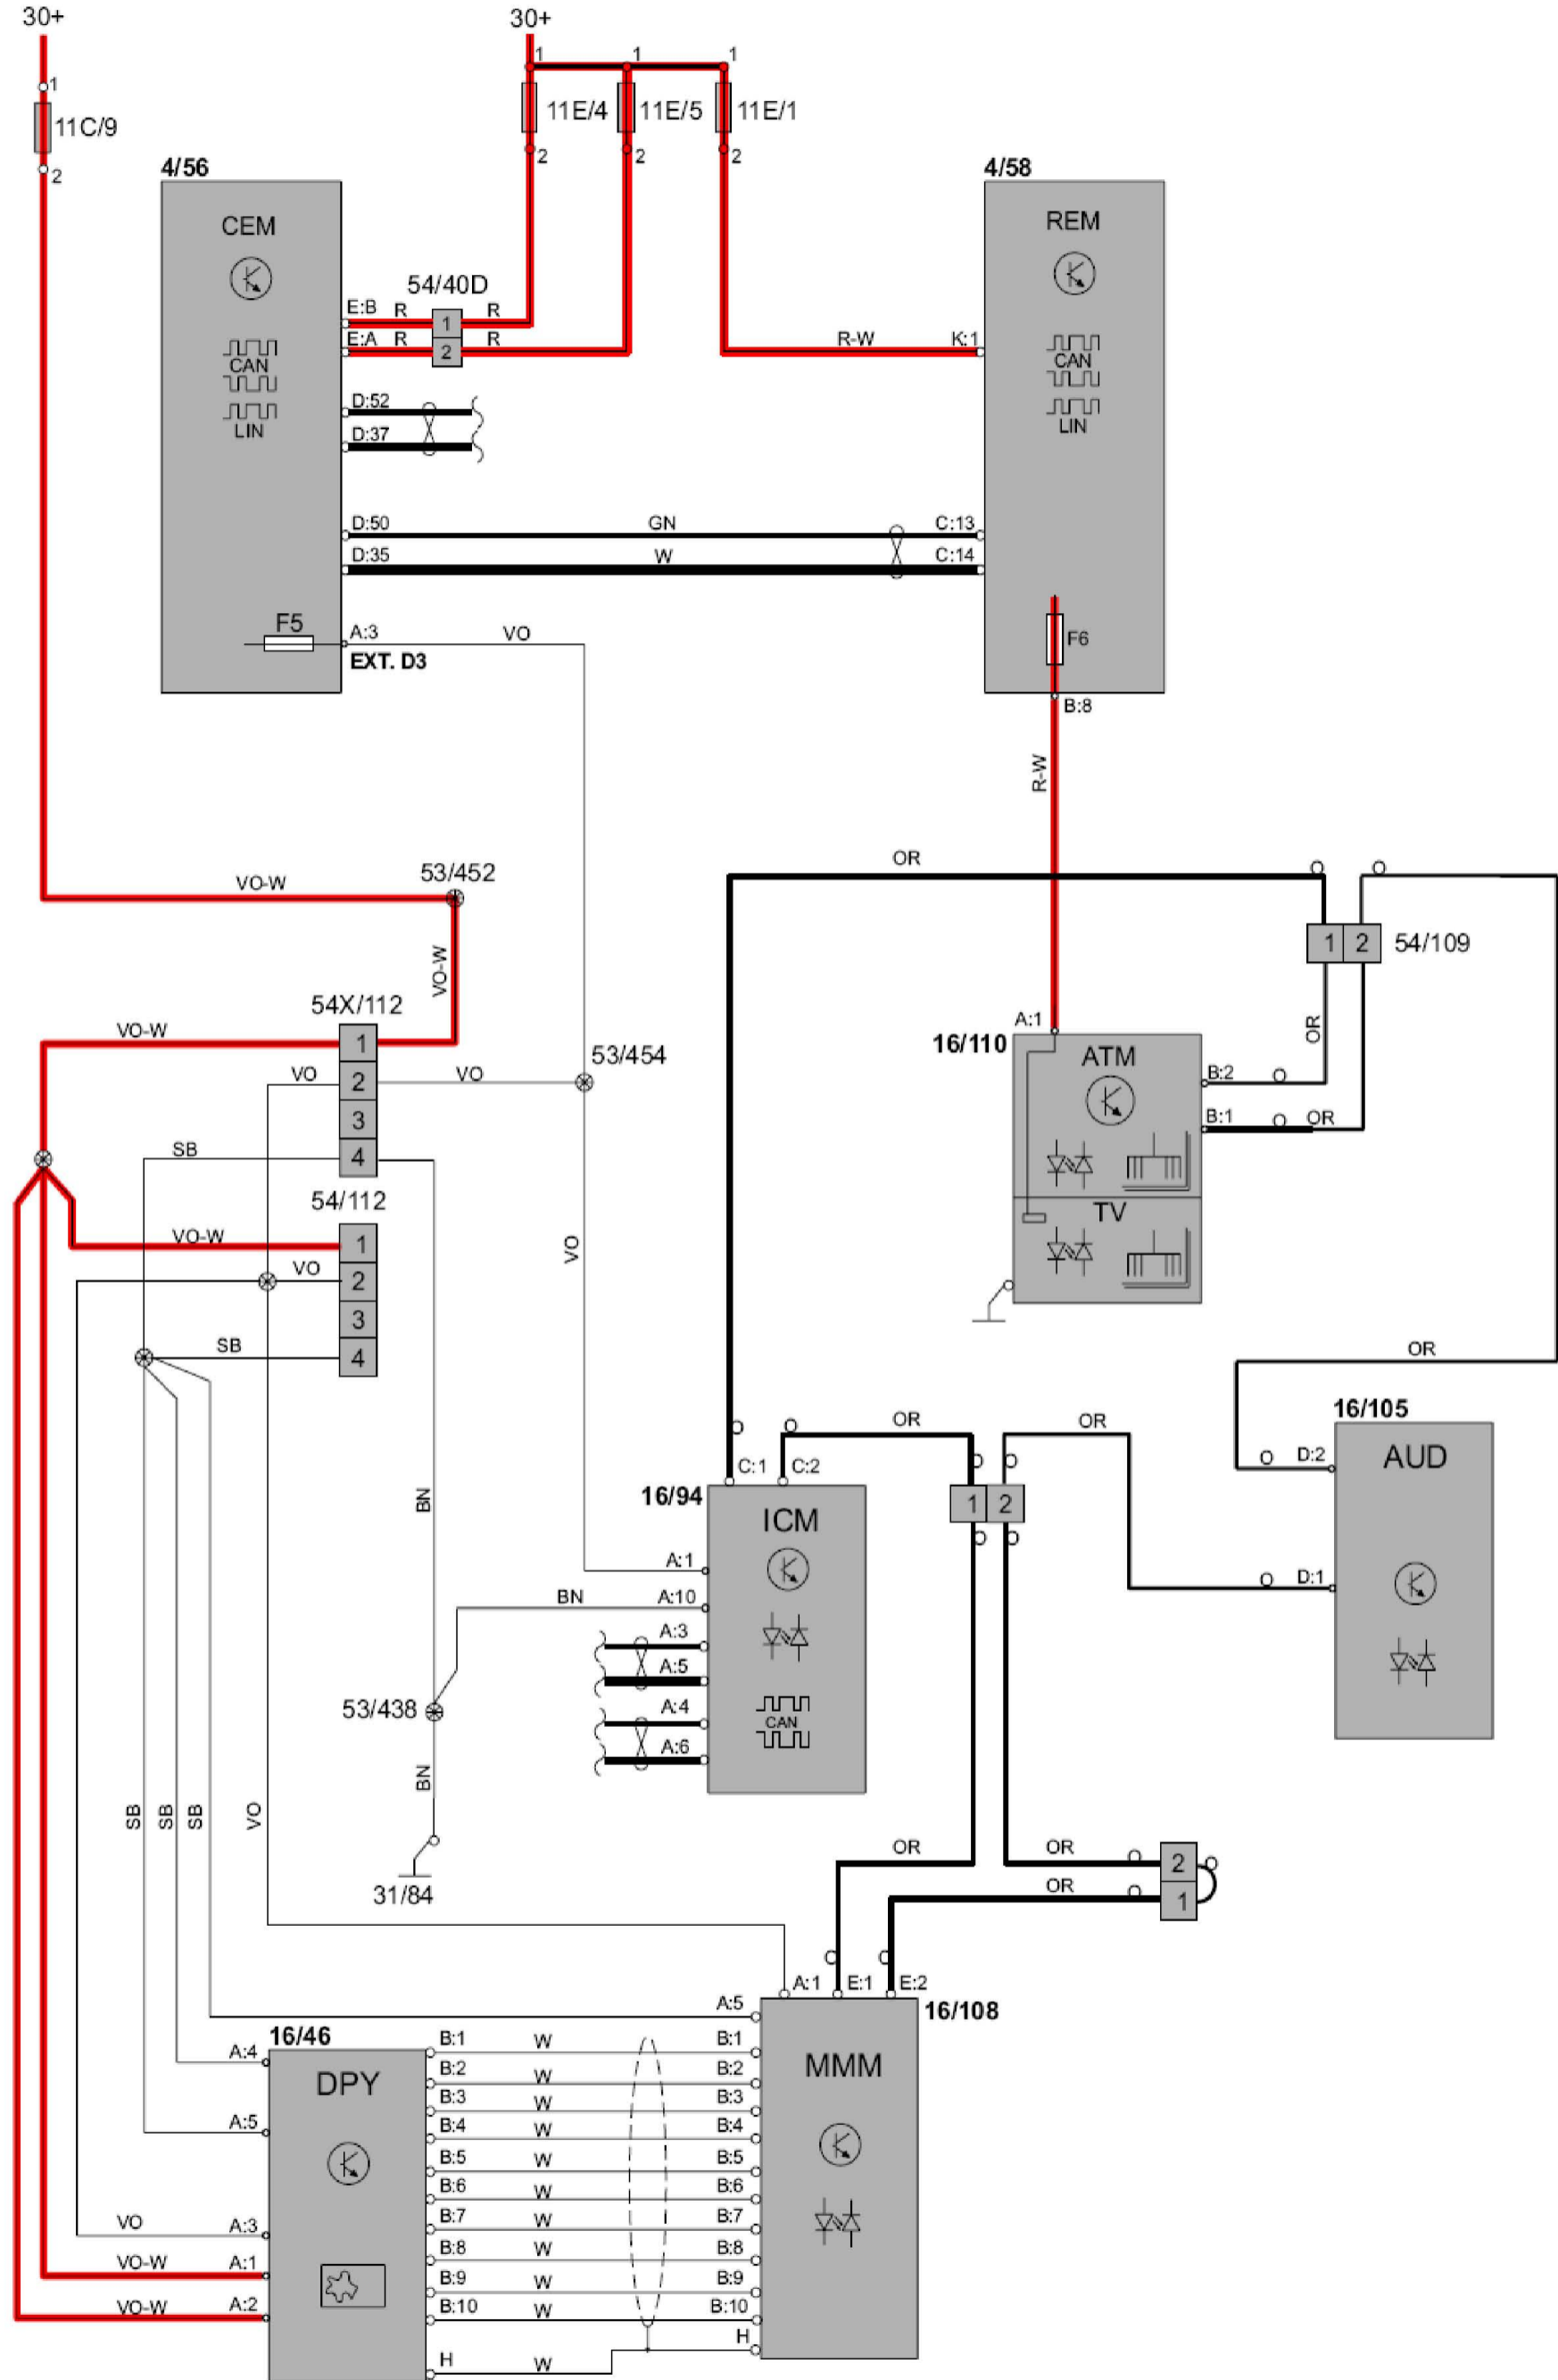 30+
30+
1
1
1
1
11C/9
11E/4
11E/5
11E/1
2
2
2
2
4/56
4/58
CEM
REM
54/40D
E:B
R
1
R
E:A
R
2
R
R-W
K:1
CAN
LIN
CAN
LIN
D:52
D:37
D:50
GN
C:13
D:35
W
C:14
F5
A:3
VO
EXT. D3
F6
B:8
R-W
OR
53/452
VO-W
VO-W
1
2
54/109
54X/112
VO-W
1
VO
2
VO
53/454
3
SB
4
A:1
16/110
ATM
OR
B:2
B:1
OR
TV
54/112
VO-W
1
VO
2
3
SB
4
VO
OR
16/105
AUD
OR
OR
D:2
C:1
C:2
16/94
ICM
1
2
BN
A:1
D:1
BN
A:10
A:3
A:5
A:4
A:6
CAN
53/438
BN
SB
SB
SB
VO
31/84
OR
OR
2
OR
1
A:1
E:1
E:2
16/108
A:5
MMM
16/46
DPY
A:4
B:1
W
B:1
B:2
W
B:2
B:3
W
B:3
A:5
B:4
W
B:4
B:5
W
B:5
B:6
W
B:6
VO
A:3
B:7
W
B:7
VO-W
A:1
B:8
W
B:8
VO-W
A:2
B:9
W
B:9
B:10
W
B:10
H
W
H